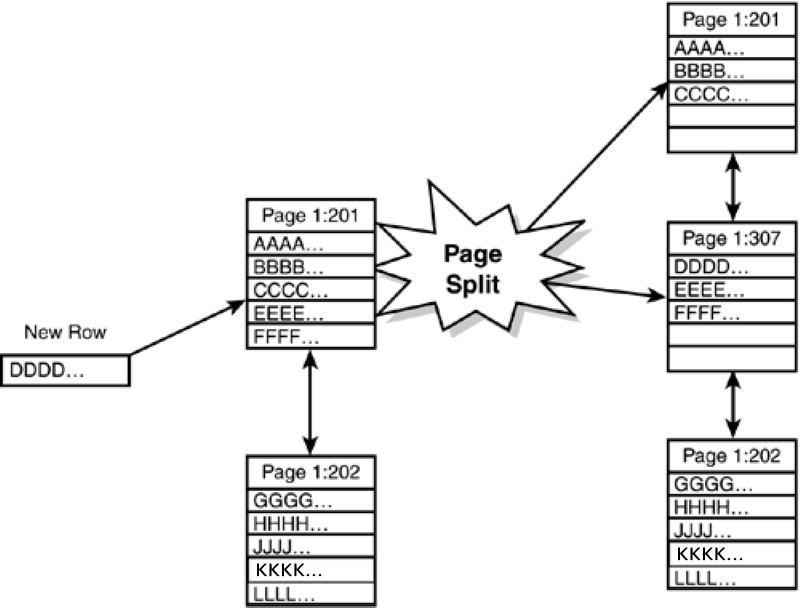 New Row
DDDD...
Page 1:201
AAAA...
BBBB...
CCCC...
EEEE...
FFFF...
Page 1:202
GGGG...
HHHH...
JJJJ...
KKKK...
LLLL...
Page
Split
Page 1:201
AAAA...
BBBB...
CCCC...
Page 1:307
DDDD...
EEEE...
FFFF...
Page 1:202
GGGG...
HHHH...
JJJJ...
KKKK...
LLLL...